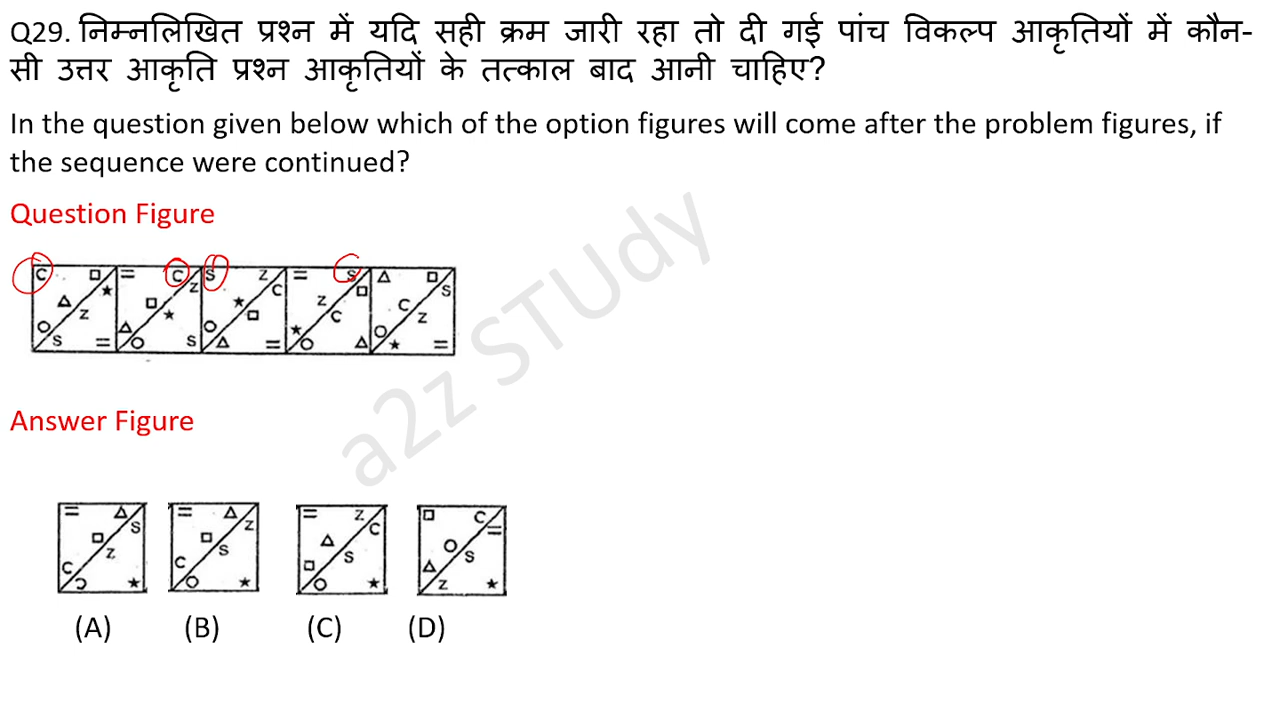 Q29. निम्नलिखित प्रश्न में यदि सही क्रम जारी रहा तो दी गई पांच विकल्प आकृतियों में कौन-
सी उत्तर आकृति प्रश्न आकृतियों के तत्काल बाद आनी चाहिए?
In the question given below which of the option figures will come after the problem figures, if
the sequence were continued?
Question Figure
C □ = C S Z = S △ □
★ Z C □ S
△ □ ★ Z C
Z ★ □ C Z
○ △ ○ ★ ○
S = ○ S △ = ○ △ ★ =
Answer Figure
= △ = △ = Z □ C
S Z C =
□ □ △ ○
Z S S S
C C □ △
Ɔ ★ ○ ★ ○ ★ Z ★
(A) (B) (C) (D)
a2z STUdy